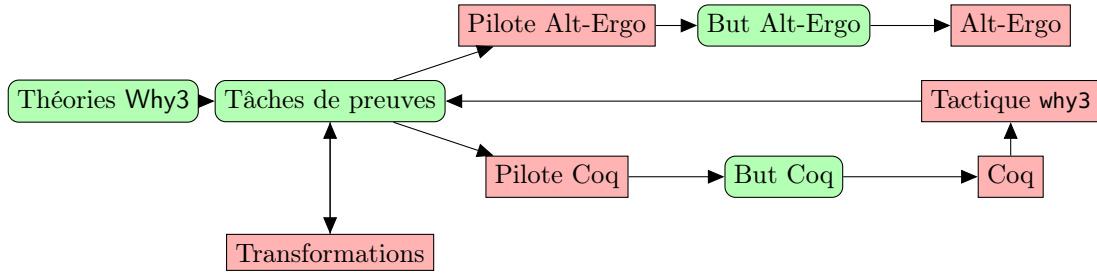 Pilote Alt-Ergo
But Alt-Ergo
Alt-Ergo
Théories Why3
Tâches de preuves
Tactique why3
Pilote Coq
But Coq
Coq
Transformations